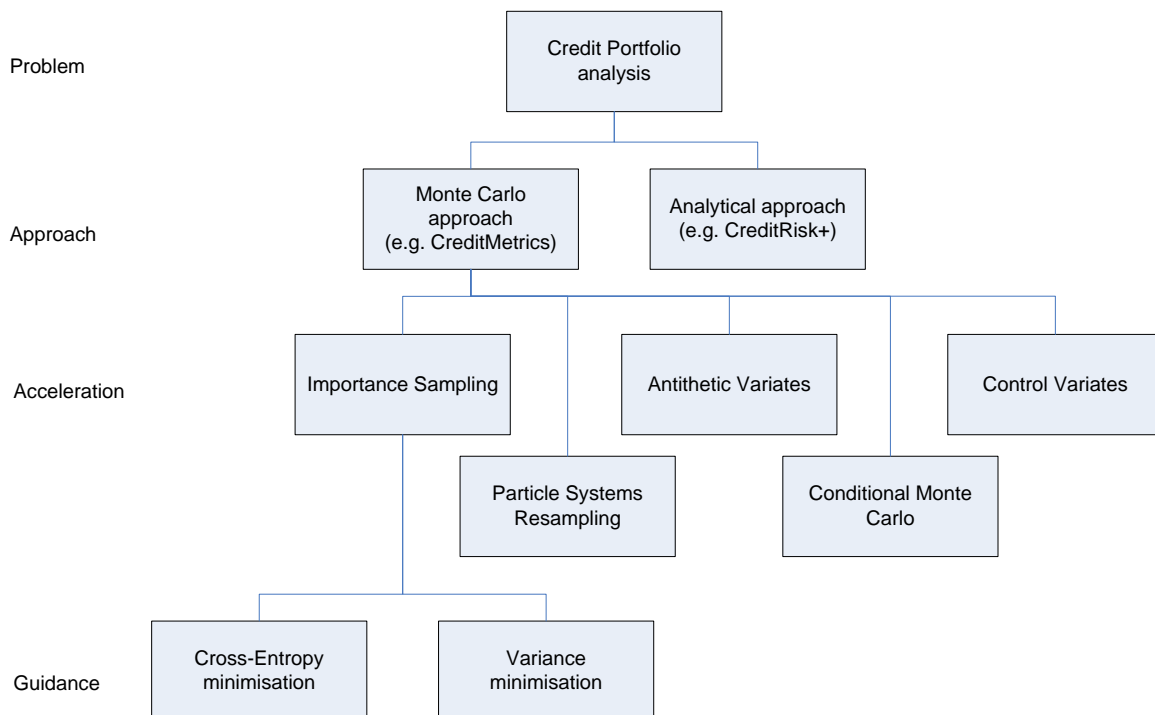 Problem
Credit Portfolio
analysis
Approach
Monte Carlo
approach
(e.g. CreditMetrics)
Analytical approach
(e.g. CreditRisk+)
Acceleration
Importance Sampling
Antithetic Variates
Control Variates
Particle Systems
Resampling
Conditional Monte
Carlo
Guidance
Cross-Entropy
minimisation
Variance
minimisation